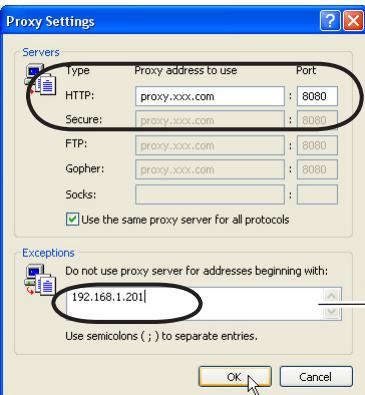 Proxy Settings
Servers
Type Proxy address to use Port
HTTP: proxy.xxx.com : 8080
Secure: proxy.xxx.com : 8080
FTP: proxy.xxx.com : 8080
Gopher: proxy.xxx.com : 8080
Socks: :
Use the same proxy server for all protocols
Exceptions
Do not use proxy server for addresses beginning with:
192.168.1.201
Use semicolons ( ; ) to separate entries.
OK Cancel